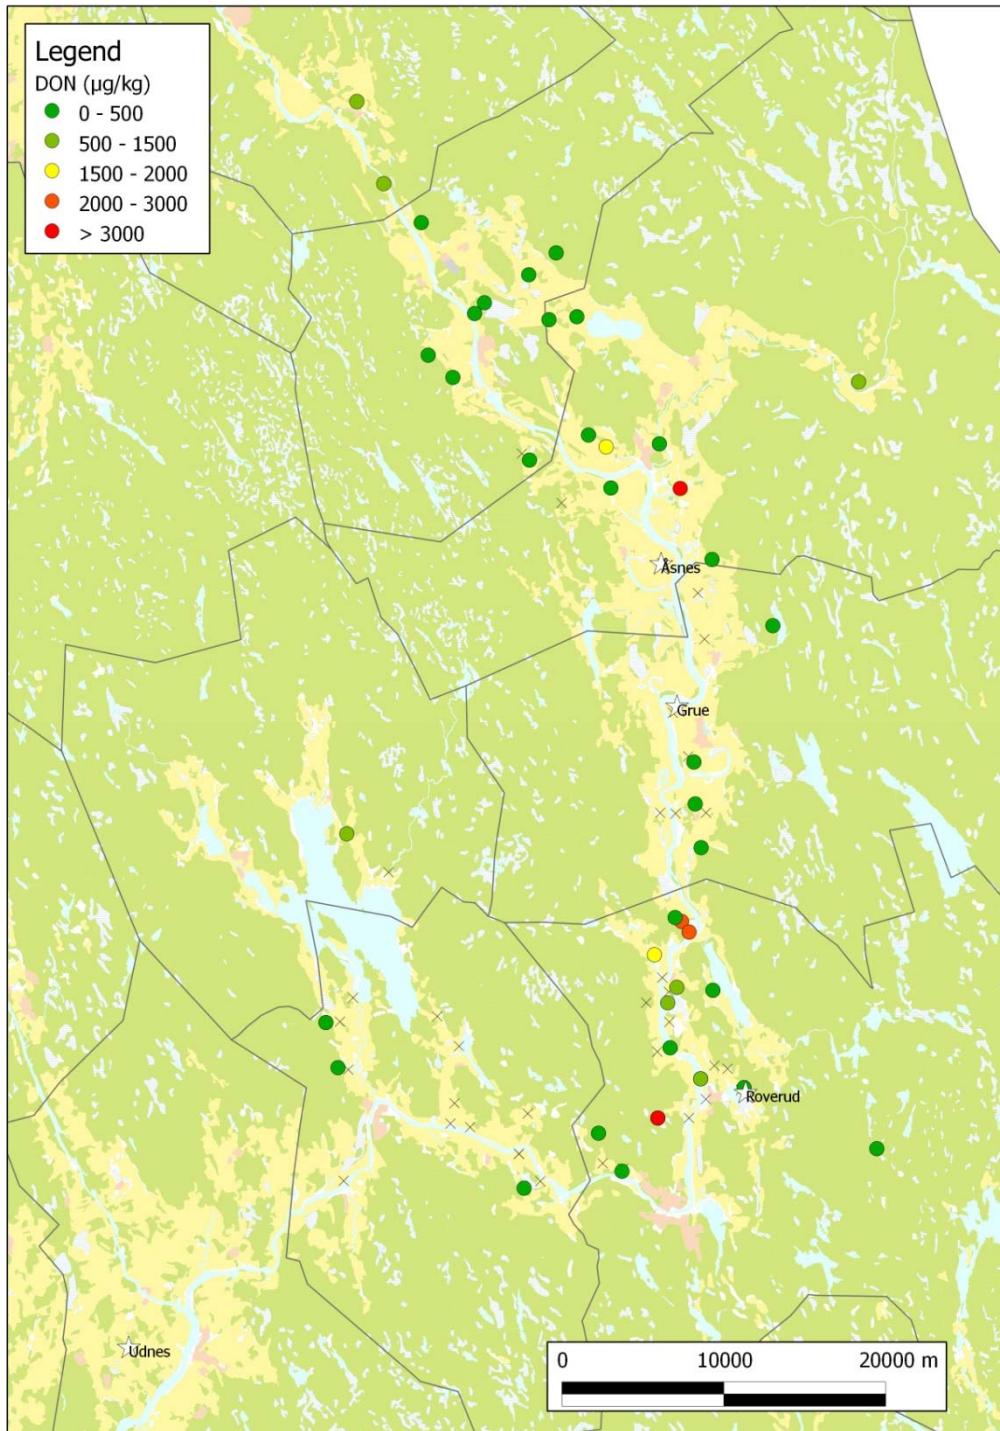 Legend
DON (µg/kg)
0 - 500
500 - 1500
1500 - 2000
2000 - 3000
> 3000
Åsnes
Grue
Roverud
Udnes
0 10000 20000 m